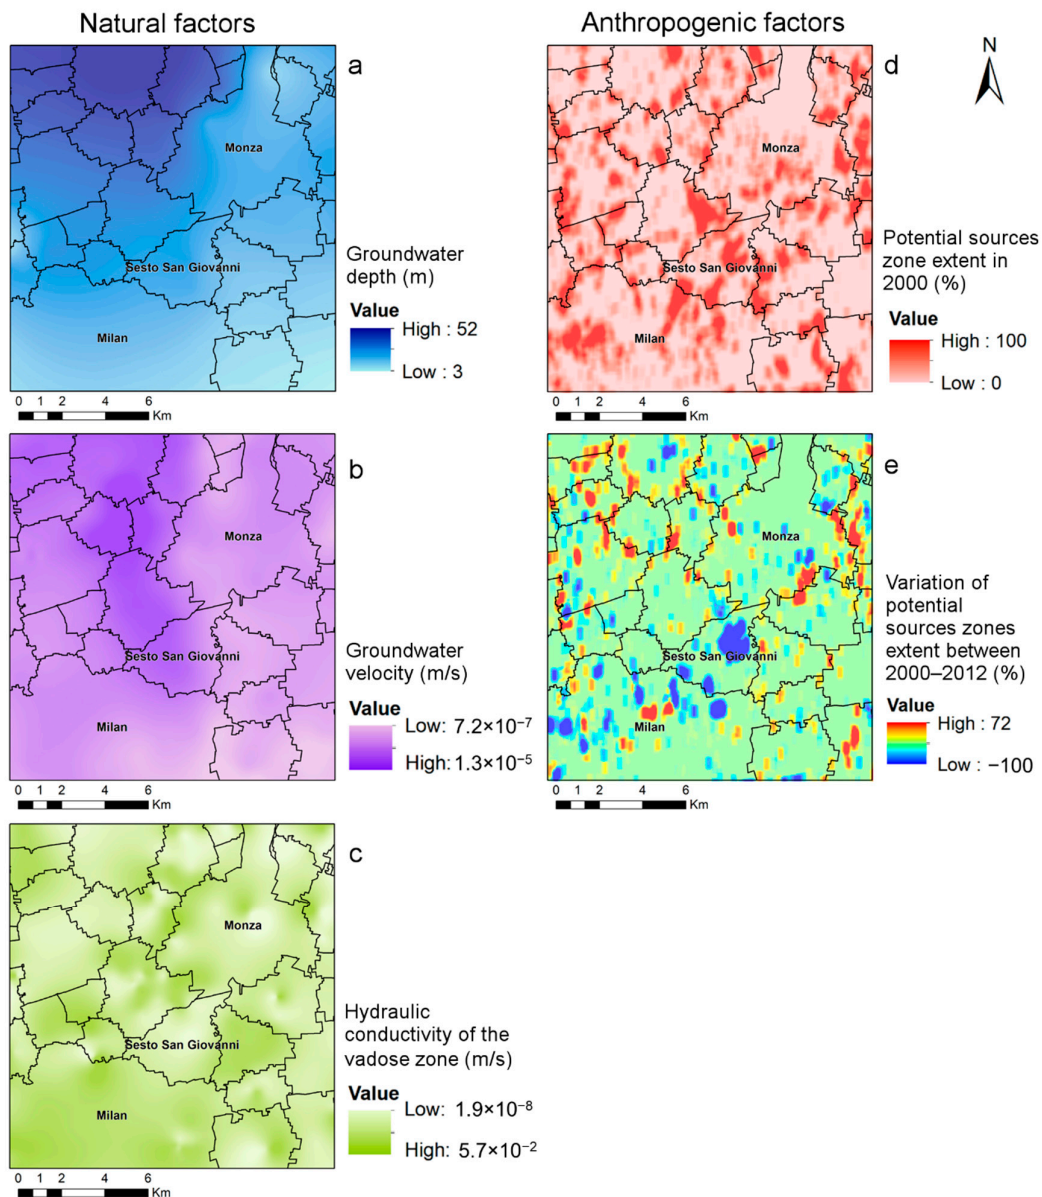 Natural factors
Anthropogenic factors
a
Monza
Sesto San Giovanni
Milan
Groundwater
depth (m)
Value
High : 52
Low : 3
0 1 2 4 6
Km
d
N
Monza
Sesto San Giovanni
Milan
Potential sources
zone extent in
2000 (%)
Value
High : 100
Low : 0
0 1 2 4 6
Km
b
Monza
Sesto San Giovanni
Milan
Groundwater
velocity (m/s)
Value
Low: 7.2×10⁻⁷
High: 1.3×10⁻⁵
0 1 2 4 6
Km
e
Monza
Sesto San Giovanni
Milan
Variation of
potential
sources zones
extent between
2000–2012 (%)
Value
High : 72
Low : −100
0 1 2 4 6
Km
c
Monza
Sesto San Giovanni
Milan
Hydraulic
conductivity of the
vadose zone (m/s)
Value
Low: 1.9×10⁻⁸
High: 5.7×10⁻²
0 1 2 4 6
Km